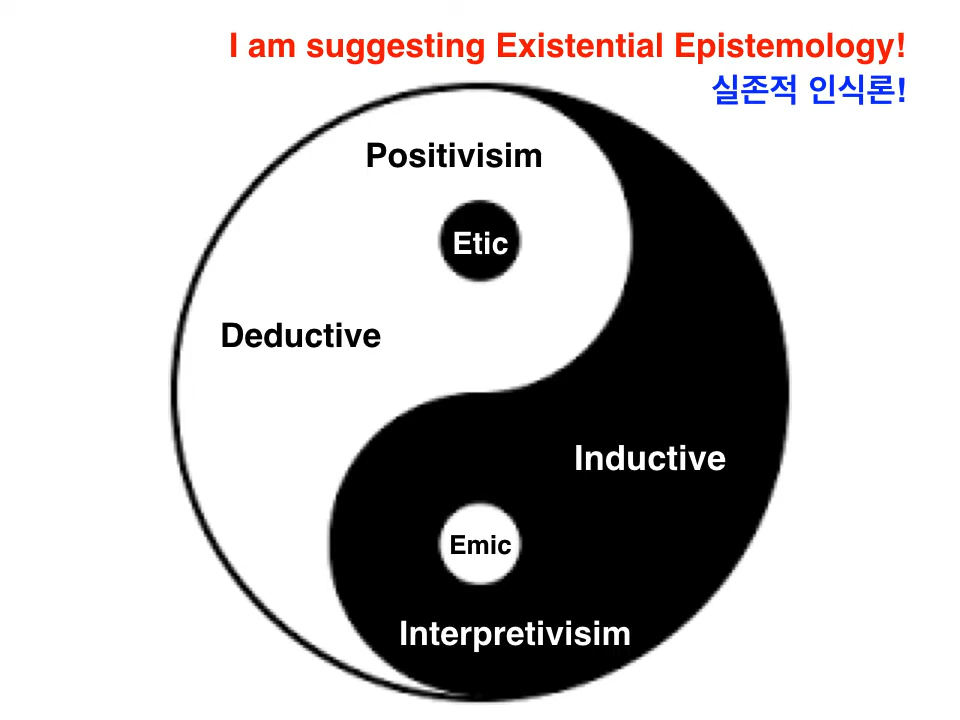 I am suggesting Existential Epistemology!
실존적 인식론!
Positivisim
Etic
Deductive
Inductive
Emic
Interpretivisim